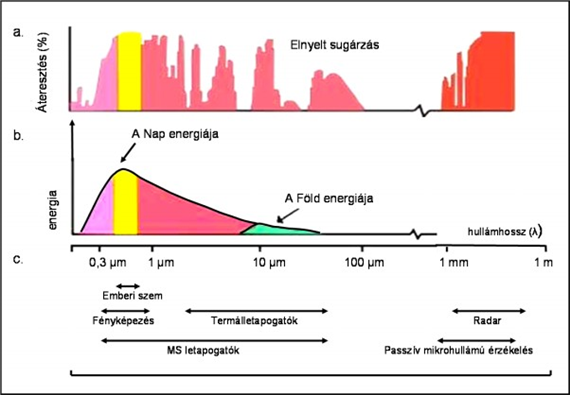 a.
Áteresztés (%)
Elnyelt sugárzás
b.
energia
A Nap energiája
A Föld energiája
hullámhossz (λ)
c.
0,3 µm 1 µm 10 µm 100 µm 1 mm 1 m
Emberi szem
Fényképezés Termálletapogatók Radar
MS letapogatók Passzív mikrohullámú érzékelés